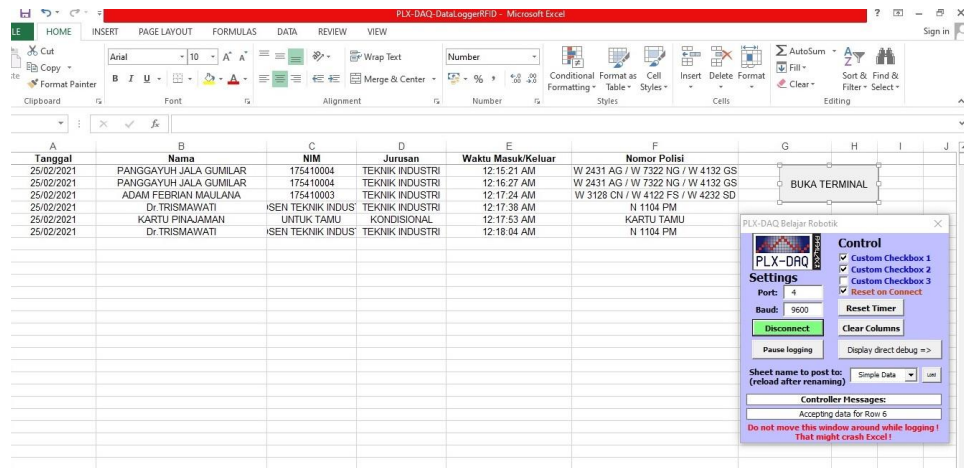 PLX-DAQ-DataLoggerRFID - Microsoft Excel
Sign in
HOME INSERT PAGE LAYOUT FORMULAS DATA REVIEW VIEW
Cut
Copy
Format Painter
Clipboard
Arial 10
B I U
Font
Wrap Text
Merge & Center
Alignment
Number
Number
Conditional Formatting
Format as Table
Cell Styles
Styles
Insert Delete Format
Cells
AutoSum
Fill
Clear
Sort & Filter
Find & Select
Editing
A B C D E F G H I J
Tanggal Nama NIM Jurusan Waktu Masuk/Keluar Nomor Polisi
25/02/2021 PANGGAYUH JALA GUMILAR 175410004 TEKNIK INDUSTRI 12:15:21 AM W 2431 AG / W 7322 NG / W 4132 GS
25/02/2021 PANGGAYUH JALA GUMILAR 175410004 TEKNIK INDUSTRI 12:16:27 AM W 2431 AG / W 7322 NG / W 4132 GS
25/02/2021 ADAM FEBRIAN MAULANA 175410003 TEKNIK INDUSTRI 12:17:24 AM W 3128 CN / W 4122 FS / W 4232 SD
25/02/2021 Dr.TRISMAWATI OSEN TEKNIK INDUS TEKNIK INDUSTRI 12:17:38 AM N 1104 PM
25/02/2021 KARTU PINAJAMAN UNTUK TAMU KONDISIONAL 12:17:53 AM KARTU TAMU
25/02/2021 Dr.TRISMAWATI OSEN TEKNIK INDUS TEKNIK INDUSTRI 12:18:04 AM N 1104 PM
BUKA TERMINAL
PLX-DAQ Belajar Robotik
PLX-DAQ
Control
Custom Checkbox 1
Custom Checkbox 2
Custom Checkbox 3
Reset on Connect
Settings
Port: 4
Baud: 9600
Reset Timer
Disconnect
Clear Columns
Pause logging
Display direct debug =>
Sheet name to post to:
(reload after renaming)
Simple Data
Load
Controller Messages:
Accepting data for Row 6
Do not move this window around while logging !
That might crash Excel !